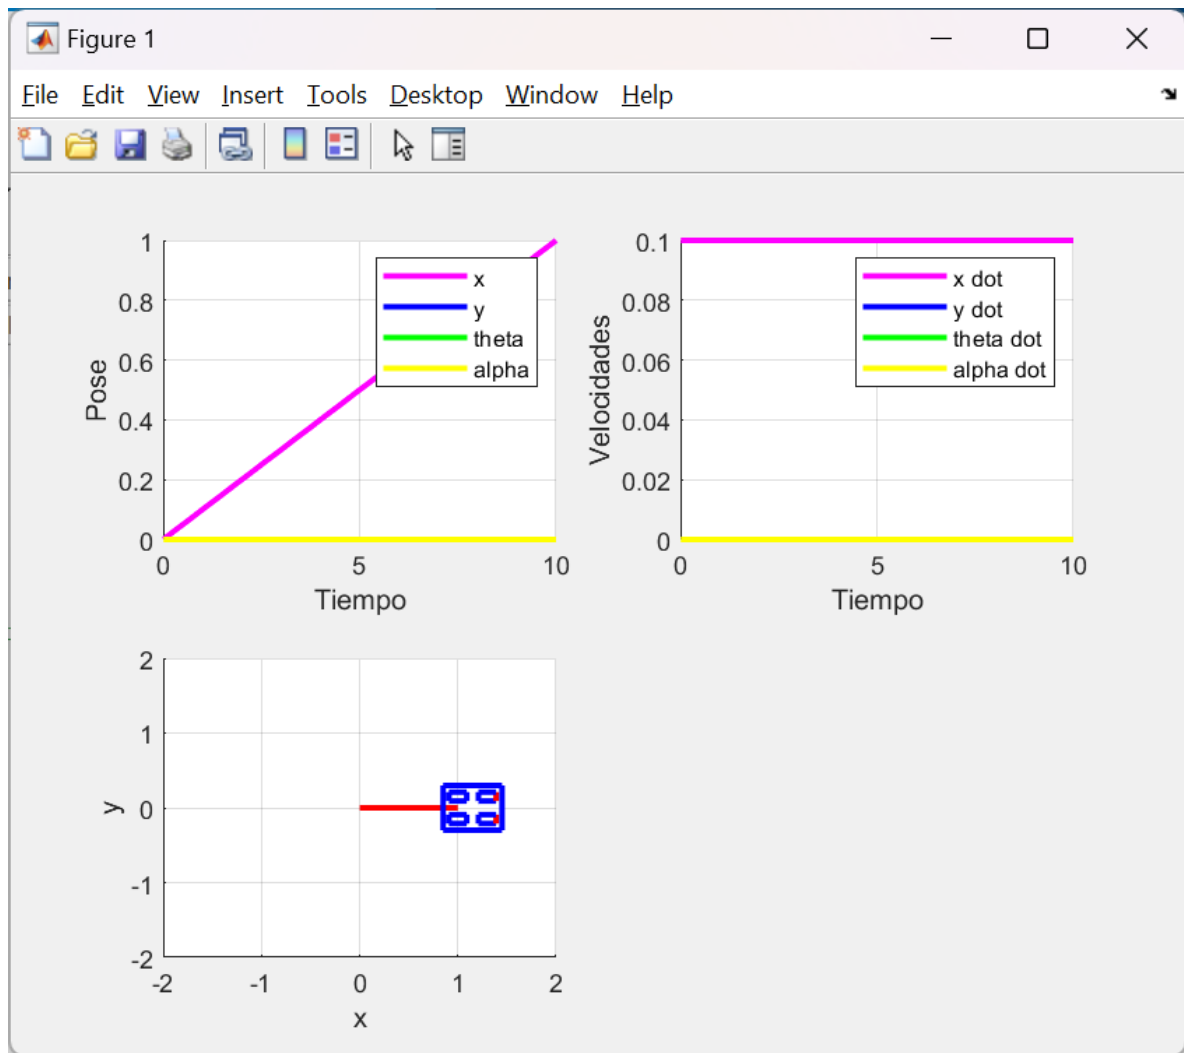 Figure 1
File Edit View Insert Tools Desktop Window Help
1
0.8
0.6
0.4
0.2
0
Pose
x
y
theta
alpha
0 5 10
Tiempo
0.1
0.08
0.06
0.04
0.02
0
Velocidades
x dot
y dot
theta dot
alpha dot
0 5 10
Tiempo
2
1
0
-1
-2
y
-2 -1 0 1 2
x